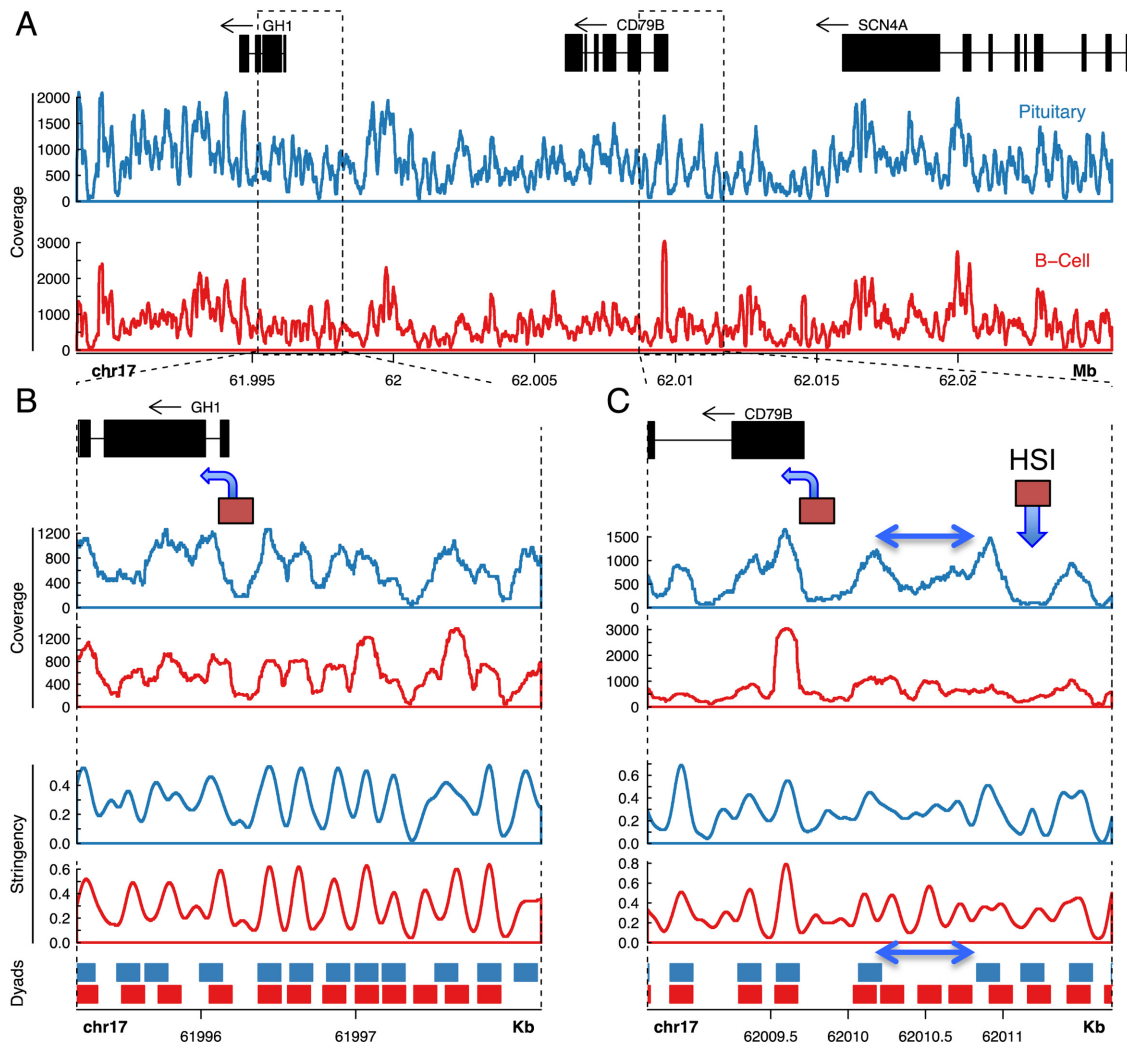 A
GH1 CD79B SCN4A
2000
1500
1000
500
0
Pituitary
Coverage
3000
2000
1000
0
B−Cell
chr17 61.995 62 62.005 62.01 62.015 62.02 Mb
B
GH1
1200
800
400
0
Coverage
1200
800
400
0
0.4
0.2
0.0
Stringency
0.6
0.4
0.2
0.0
Dyads
chr17 61996 61997 Kb
C
CD79B
HSI
1500
1000
500
0
3000
2000
1000
0
0.6
0.4
0.2
0.0
0.8
0.6
0.4
0.2
0.0
chr17 62009.5 62010 62010.5 62011 Kb